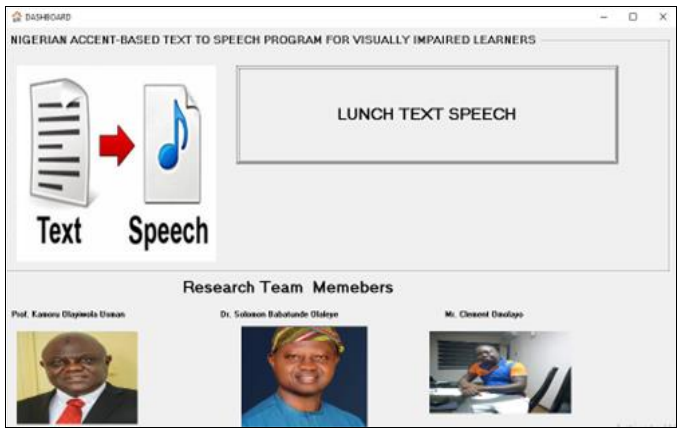 DASHBOARD
NIGERIAN ACCENT-BASED TEXT TO SPEECH PROGRAM FOR VISUALLY IMPAIRED LEARNERS
LUNCH TEXT SPEECH
Text Speech
Research Team Memebers
Prof. Kamoru Olayiwola Usman Dr. Solomon Babatunde Olaleye Mr. Clement Omolayo